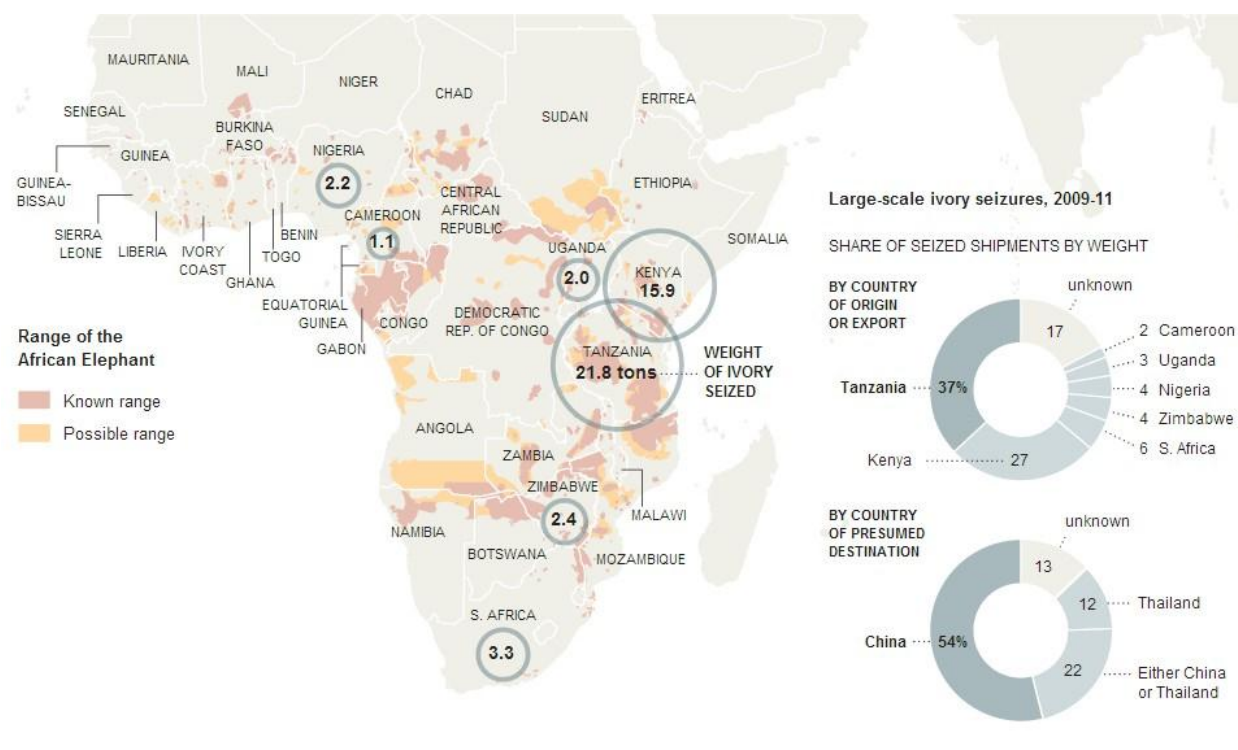 MAURITANIA
MALI
NIGER
CHAD
SUDAN
ERITREA
SENEGAL
BURKINA
FASO
NIGERIA
2.2
GUINEA
GUINEA-
BISSAU
SIERRA
LEONE
LIBERIA
IVORY
COAST
GHANA
TOGO
BENIN
CAMEROON
1.1
CENTRAL
AFRICAN
REPUBLIC
ETHIOPIA
SOMALIA
UGANDA
2.0
KENYA
15.9
EQUATORIAL
GUINEA
GABON
CONGO
DEMOCRATIC
REP. OF CONGO
TANZANIA
21.8 tons
WEIGHT
OF IVORY
SEIZED
Range of the
African Elephant
Known range
Possible range
ANGOLA
ZAMBIA
ZIMBABWE
2.4
MALAWI
NAMIBIA
BOTSWANA
MOZAMBIQUE
S. AFRICA
3.3
Large-scale ivory seizures, 2009-11
SHARE OF SEIZED SHIPMENTS BY WEIGHT
BY COUNTRY
OF ORIGIN
OR EXPORT
unknown
17
2 Cameroon
3 Uganda
4 Nigeria
4 Zimbabwe
6 S. Africa
Tanzania 37%
Kenya 27
BY COUNTRY
OF PRESUMED
DESTINATION
unknown
13
12 Thailand
China 54%
22 Either China
or Thailand